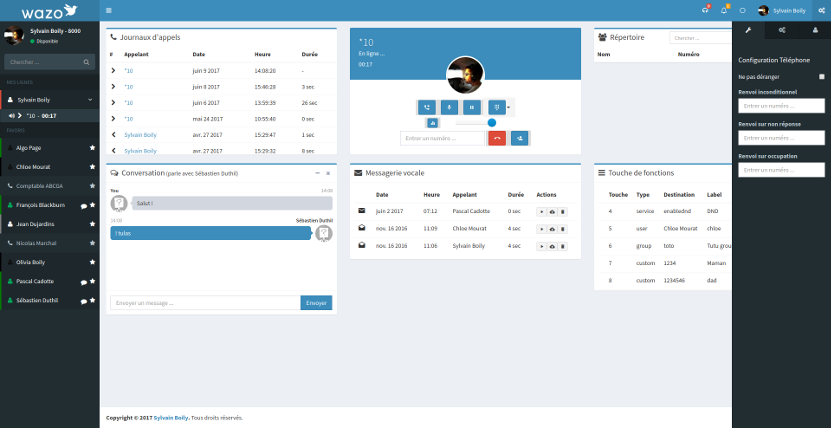 wazo
6
Sylvain Boily
Sylvain Boily - 8000
Disponible
Chercher ...
MES LIGNES
Sylvain Boily
*10 - 00:17
FAVORIS
Algo Page
Chloe Mourat
Comptable ABCDA
François Blackburn
Jean Dujardins
Nicolas Marchal
Olivia Boily
Pascal Cadotte
Sébastien Duthil
Journaux d'appels
# Appelant Date Heure Durée
*10 juin 9 2017 14:08:20 -
*10 juin 8 2017 15:46:28 3 sec
*10 juin 6 2017 13:59:39 26 sec
*10 mai 24 2017 10:55:40 0 sec
Sylvain Boily avr. 27 2017 15:29:47 1 sec
Sylvain Boily avr. 27 2017 15:29:32 8 sec
*10
En ligne ...
00:17
Entrer un numéro ...
Répertoire
Chercher ...
Nom Numéro
Conversation (parle avec Sébastien Duthil)
You 14:03
Salut !
14:03 Sébastien Duthil
! tulas
Envoyer un message ... Envoyer
Messagerie vocale
Date Heure Appelant Durée Actions
juin 2 2017 07:12 Pascal Cadotte 0 sec
nov. 16 2016 11:09 Chloe Mourat 4 sec
nov. 16 2016 11:06 Sylvain Boily 4 sec
Touche de fonctions
Touche Type Destination Label
4 service enablednd DND
5 user Chloe Mourat chloe
6 group toto Tutu grou
7 custom 1234 Maman
8 custom 1234546 dad
Configuration Téléphone
Ne pas déranger
Renvoi inconditionnel
Entrer un numéro ...
Renvoi sur non réponse
Entrer un numéro ...
Renvoi sur occupation
Entrer un numéro ...
Copyright © 2017 Sylvain Boily. Tous droits réservés.